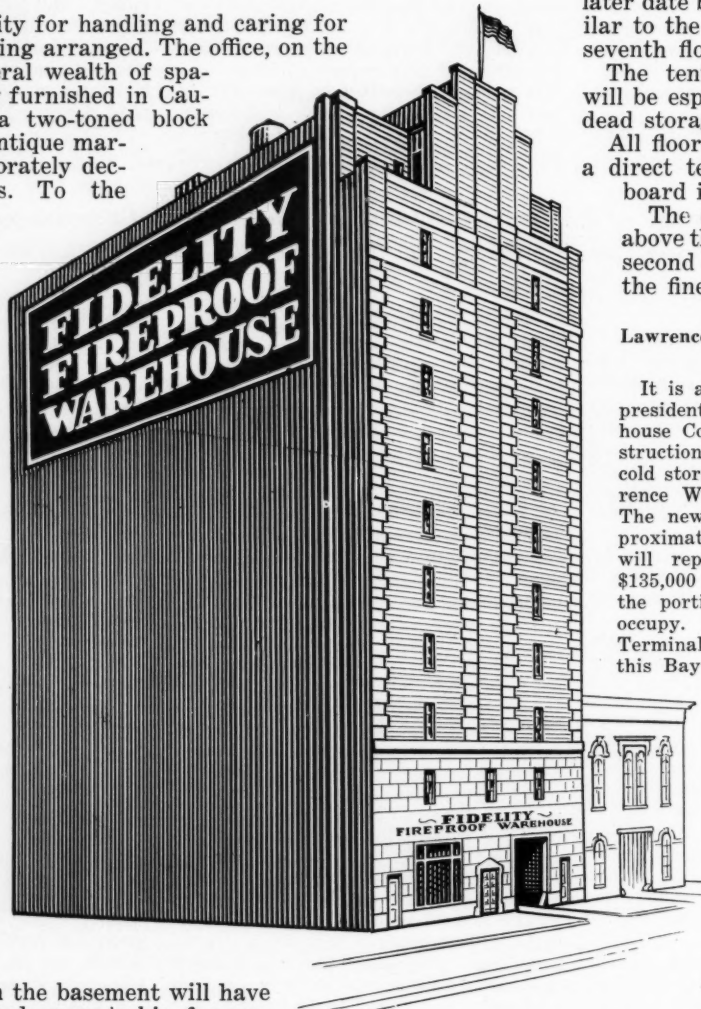 ity for handling and caring for
ing arranged. The office, on the
eral wealth of spa-
furnished in Cau-
a two-toned block
ntique mar-
orately dec-
s. To the
FIDELITY
FIREPROOF
WAREHOUSE
FIDELITY
FIREPROOF WAREHOUSE
n the basement will have
later date
ilar to the
seventh flo
The ten
will be esp
dead stora
All floor
a direct te
board i
The
above th
second
the fine
Lawrence
It is a
president
house Co
struction
cold stor
rence W
The new
proximat
will rep
$135,000
the porti
occupy.
Terminal
this Bay